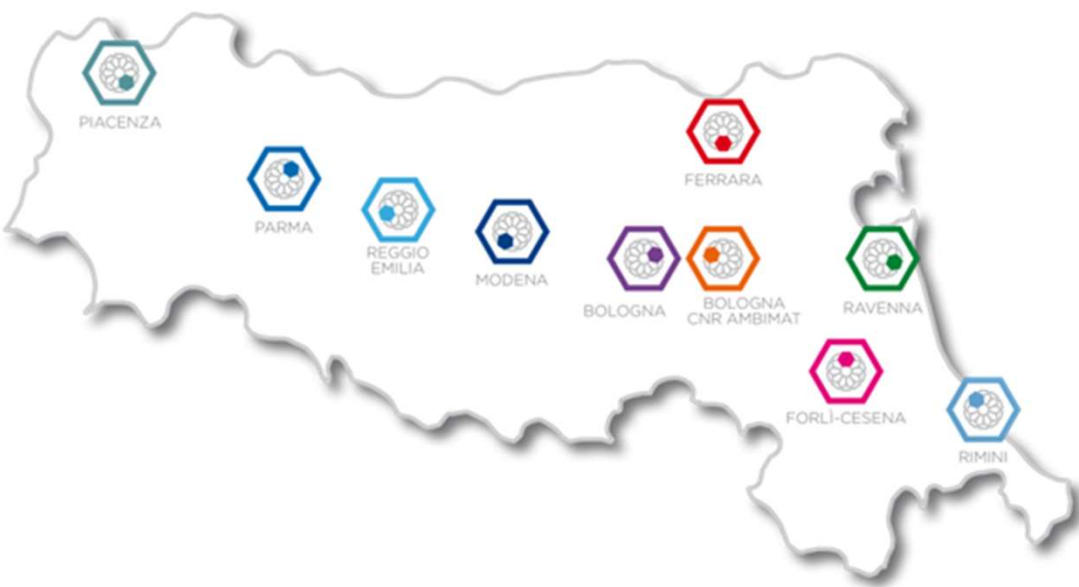 PIACENZA
FERRARA
PARMA
REGGIO
EMILIA
MODENA
BOLOGNA
BOLOGNA
CNR AMBIMAT
RAVENNA
FORLÌ-CESENA
RIMINI